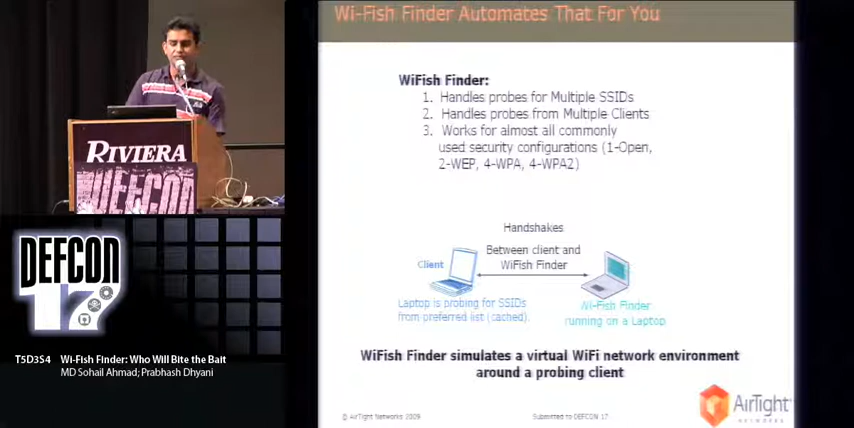 Wi-Fish Finder Automates That For You
WiFish Finder:
1. Handles probes for Multiple SSIDs
2. Handles probes from Multiple Clients
3. Works for almost all commonly
used security configurations (1-Open,
2-WEP, 4-WPA, 4-WPA2)
Handshakes
Between client and
WiFish Finder
Client
Laptop is probing for SSIDs
from preferred list (cached).
Wi-Fish Finder
running on a Laptop
WiFish Finder simulates a virtual WiFi network environment
around a probing client
© AirTight Networks 2009
Submitted to DEFCON 17
AirTight
NETWORKS
RIVIERA
DEFCON
DEFCON
17
T5D3S4 Wi-Fish Finder: Who Will Bite the Bait
MD Sohail Ahmad; Prabhash Dhyani